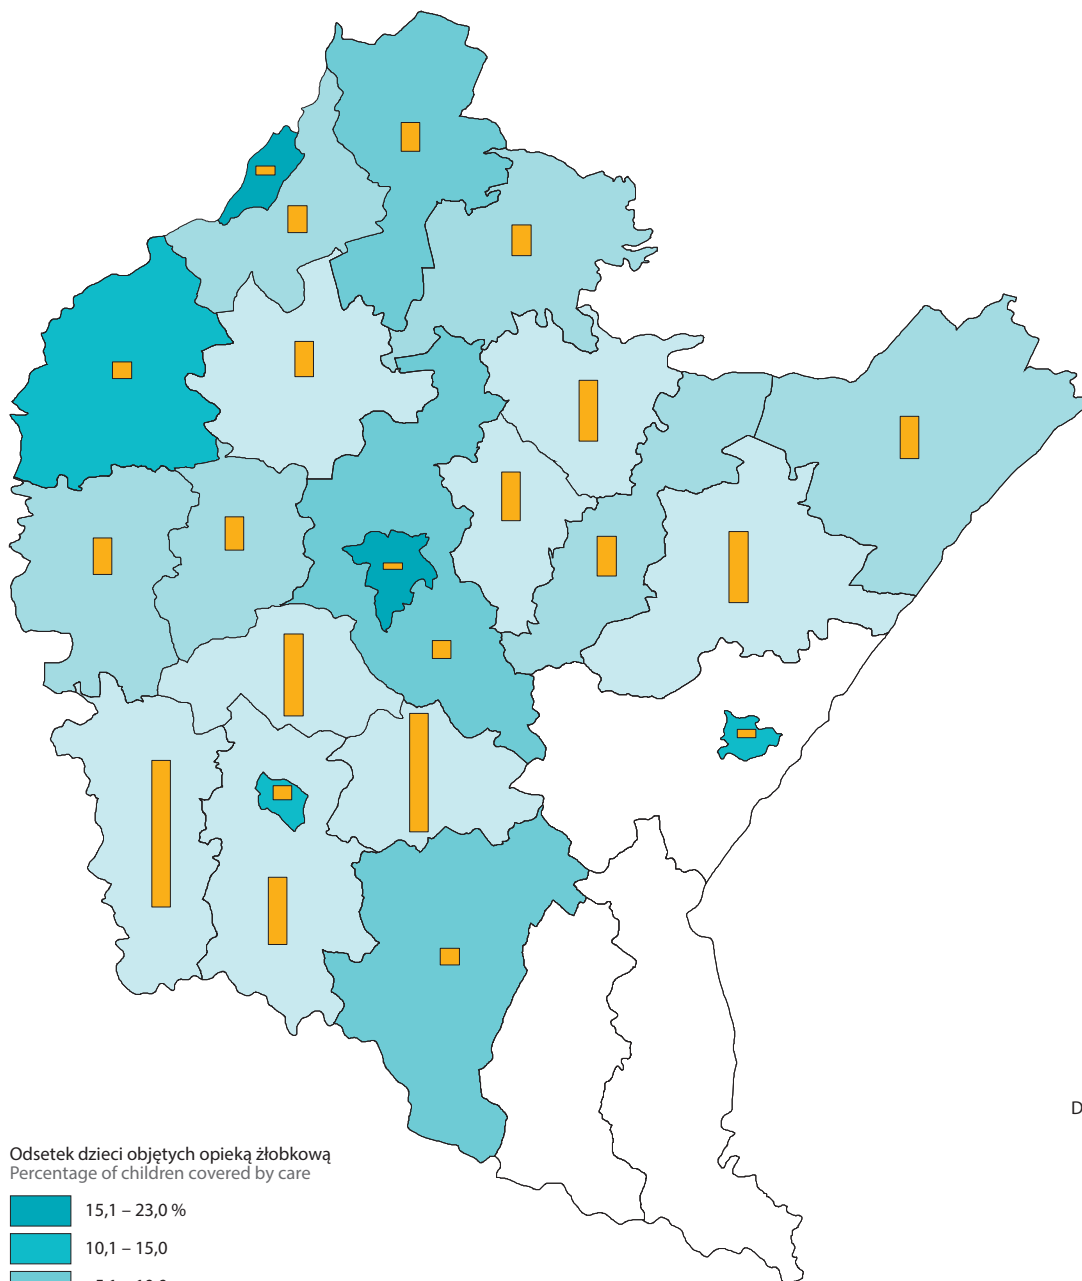 D
Odsetek dzieci objętych opieką żłobkową
Percentage of children covered by care
15,1 – 23,0 %
10,1 – 15,0